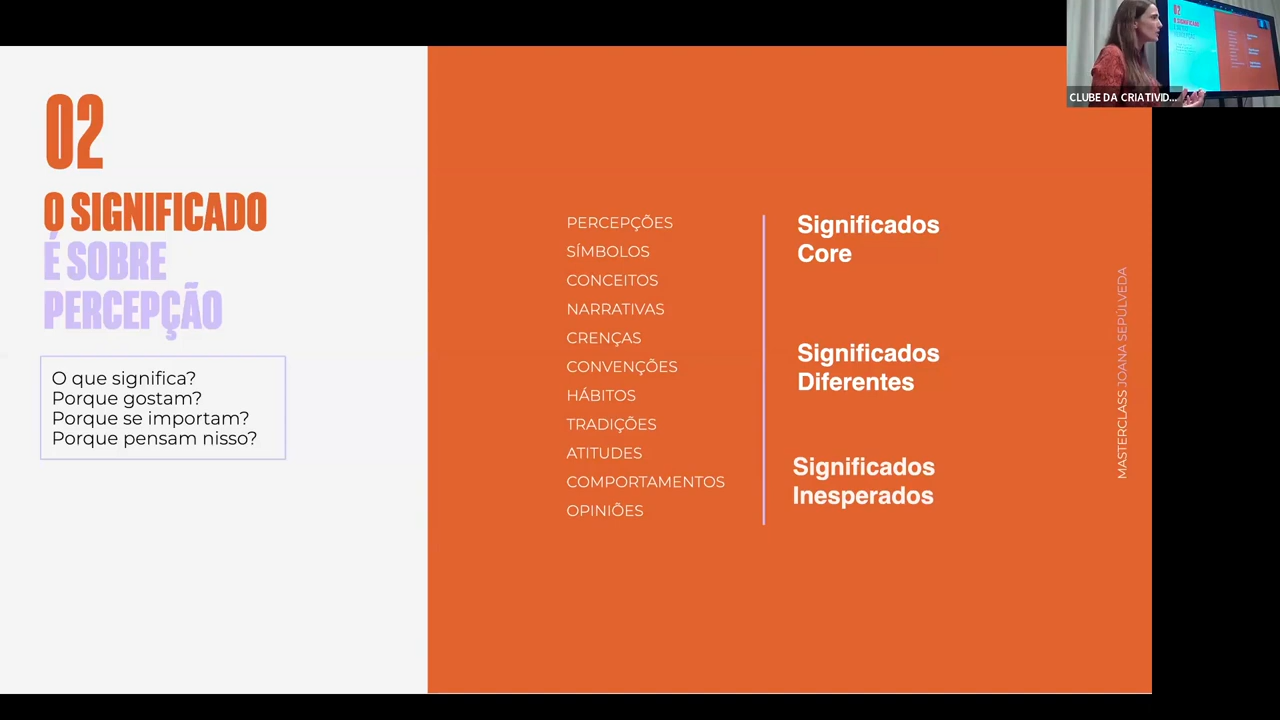 02
O SIGNIFICADO
É SOBRE
PERCEPÇÃO
O que significa?
Porque gostam?
Porque se importam?
Porque pensam nisso?
PERCEPÇÕES
SÍMBOLOS
CONCEITOS
NARRATIVAS
CRENÇAS
CONVENÇÕES
HÁBITOS
TRADIÇÕES
ATITUDES
COMPORTAMENTOS
OPINIÕES
Significados
Core
Significados
Diferentes
Significados
Inesperados
MASTERCLASS JOANA SEPÚLVEDA
CLUBE DA CRIATIVID...